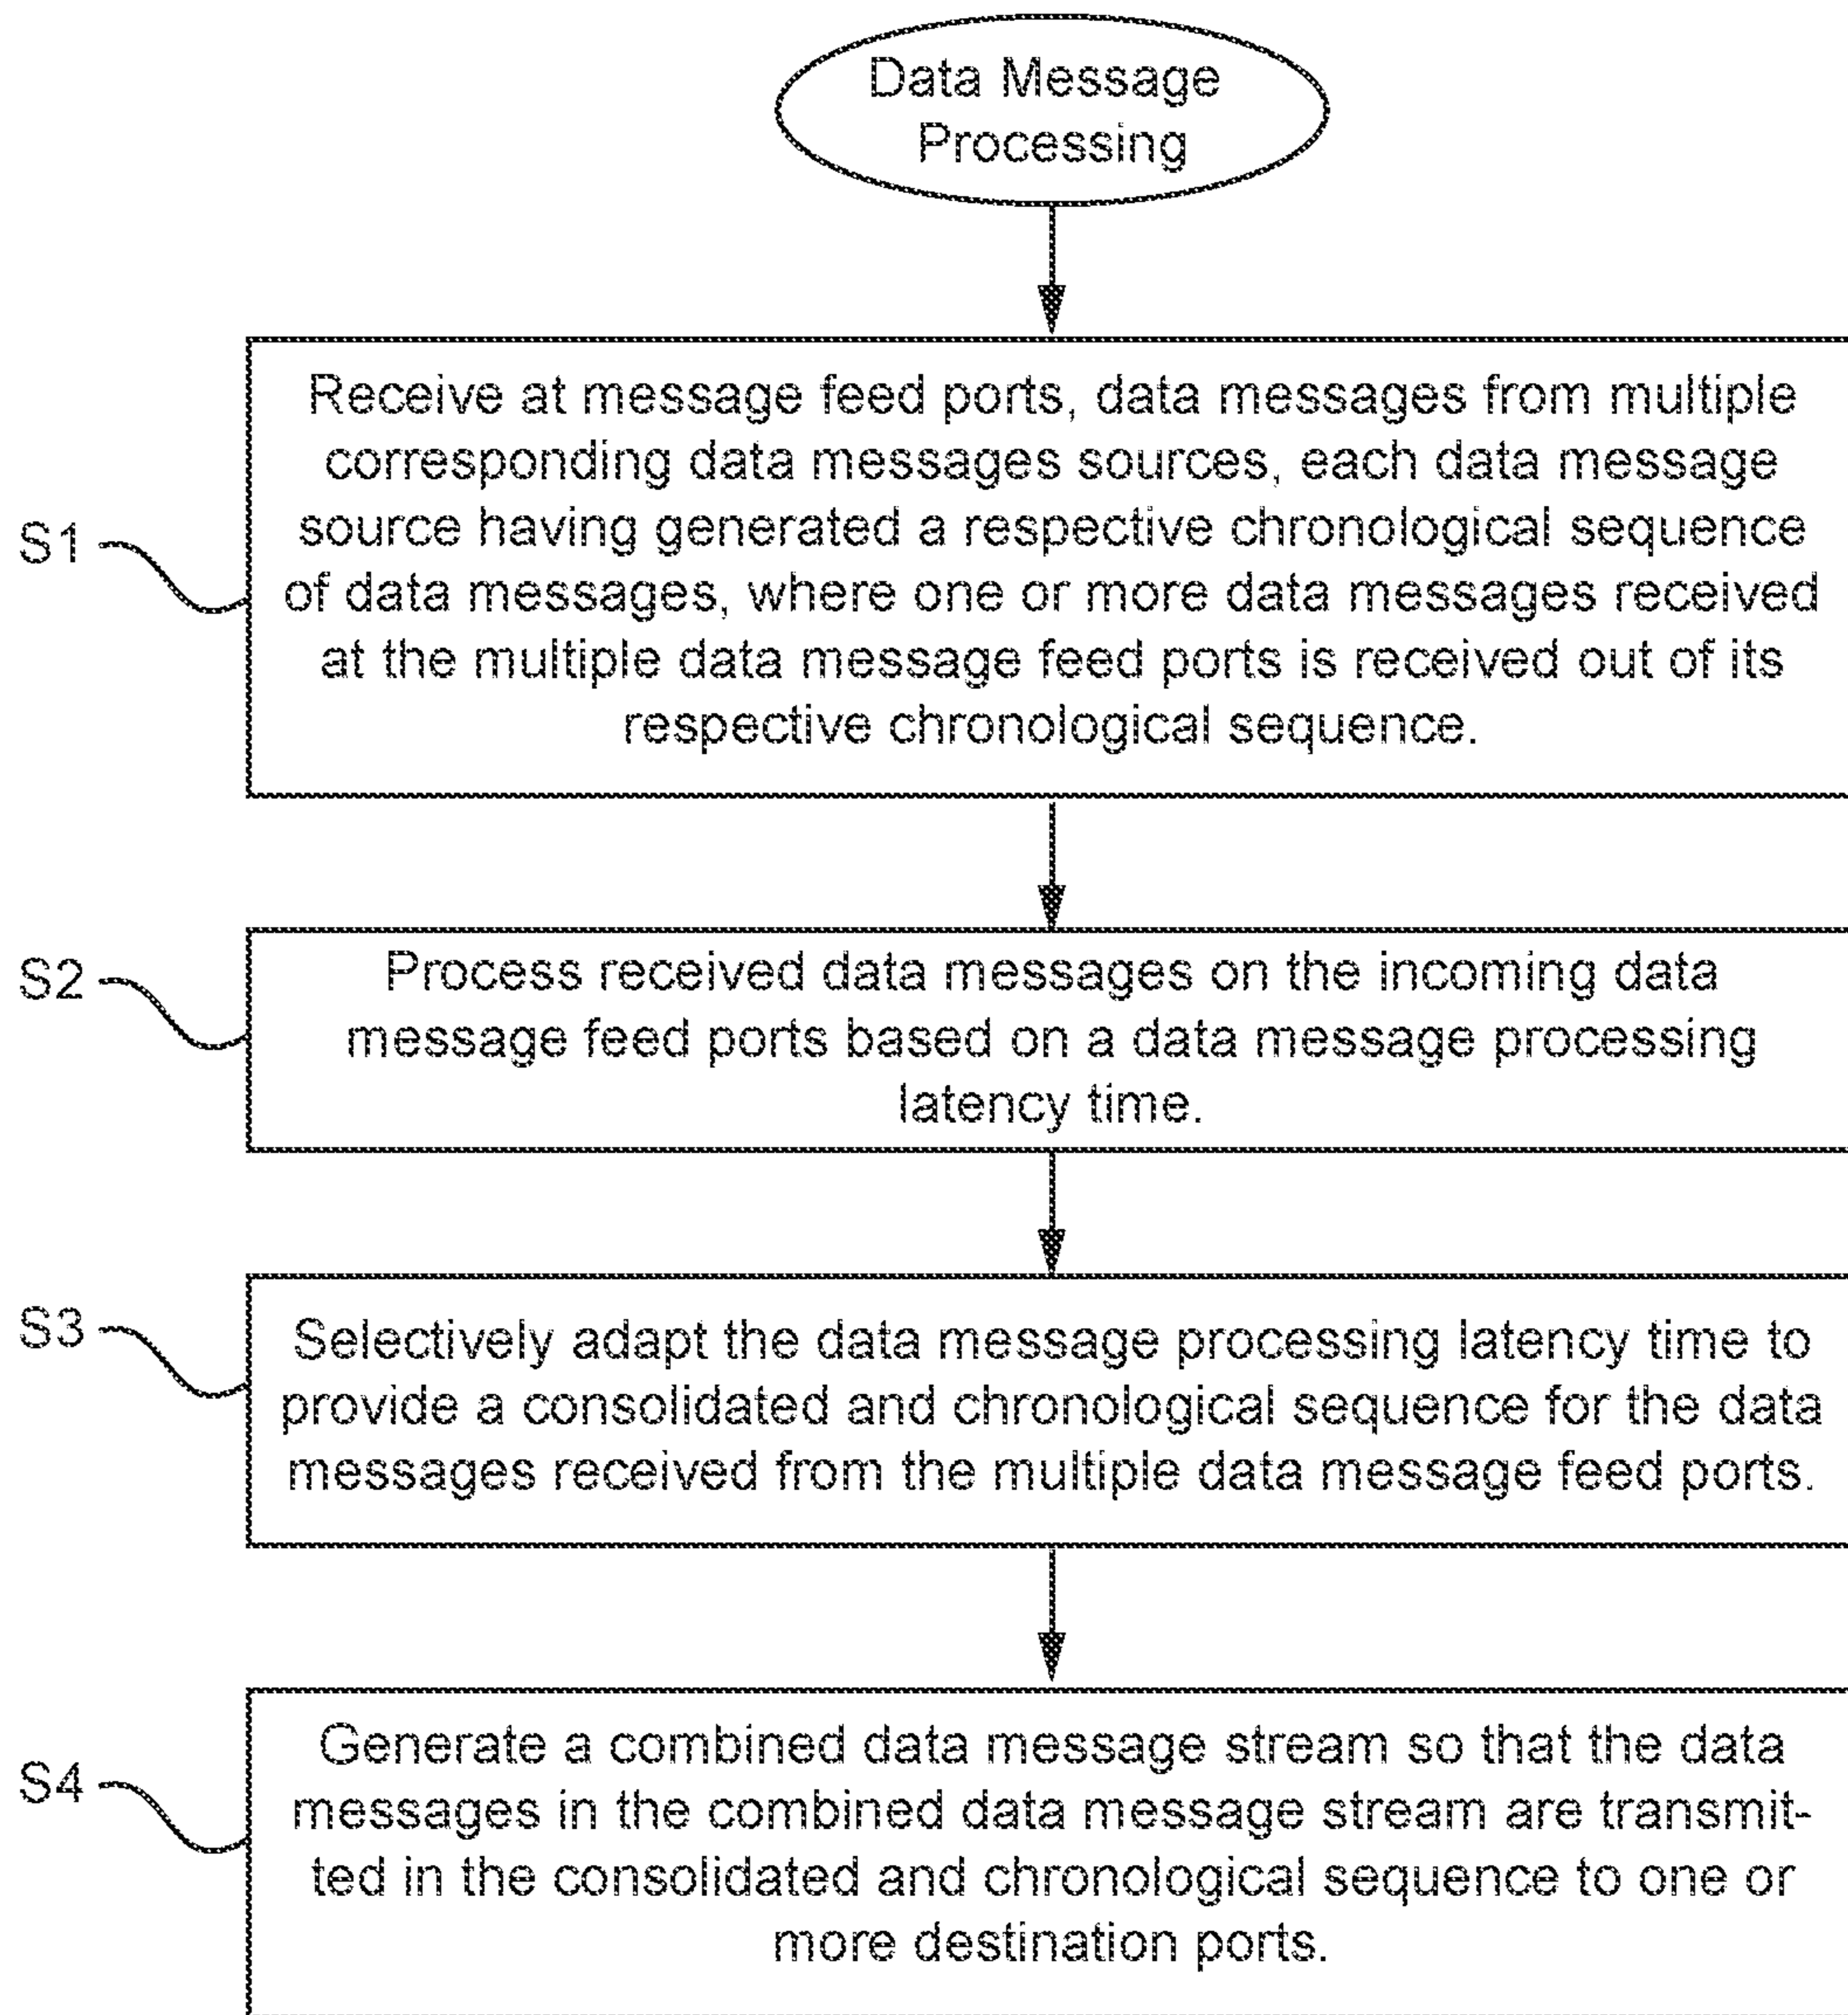 Data Message
Processing
Receive at message feed ports, data messages from multiple
corresponding data messages sources, each data message
source having generated a respective chronological sequence
of data messages, where one or more data messages received
at the multiple data message feed ports is received out of its
respective chronological sequence.
S1
Process received data messages on the incoming data
message feed ports based on a data message processing
latency time.
S2
Selectively adapt the data message processing latency time to
provide a consolidated and chronological sequence for the data
messages received from the multiple data message feed ports.
S3
Generate a combined data message stream so that the data
messages in the combined data message stream are transmit-
ted in the consolidated and chronological sequence to one or
more destination ports.
S4